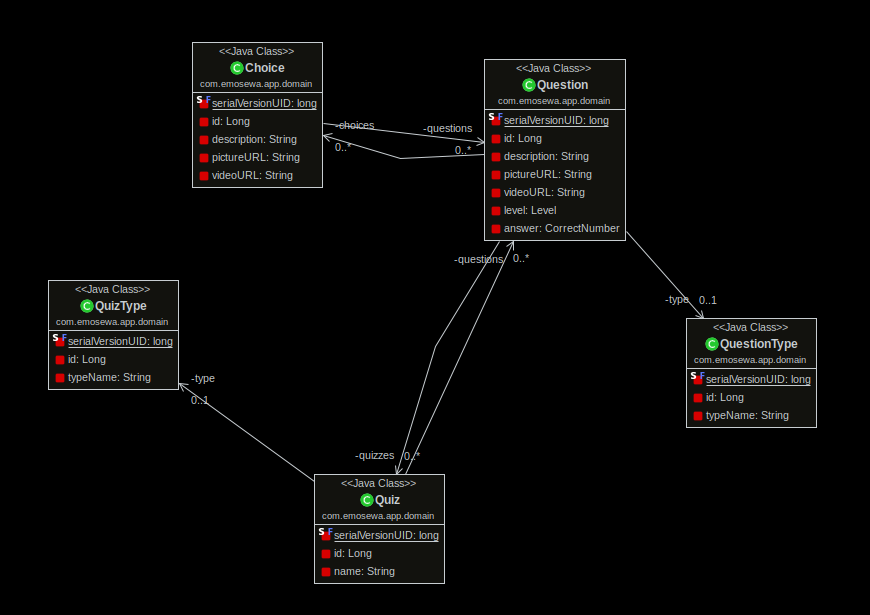 <<Java Class>>
Choice
com.emosewa.app.domain
serialVersionUID: long
id: Long
description: String
pictureURL: String
videoURL: String
<<Java Class>>
Question
com.emosewa.app.domain
serialVersionUID: long
id: Long
description: String
pictureURL: String
videoURL: String
level: Level
answer: CorrectNumber
-choices
0..*
-questions
0..*
-questions
0..*
-type
0..1
<<Java Class>>
QuizType
com.emosewa.app.domain
serialVersionUID: long
id: Long
typeName: String
<<Java Class>>
QuestionType
com.emosewa.app.domain
serialVersionUID: long
id: Long
typeName: String
-type
0..1
-quizzes
0..*
<<Java Class>>
Quiz
com.emosewa.app.domain
serialVersionUID: long
id: Long
name: String